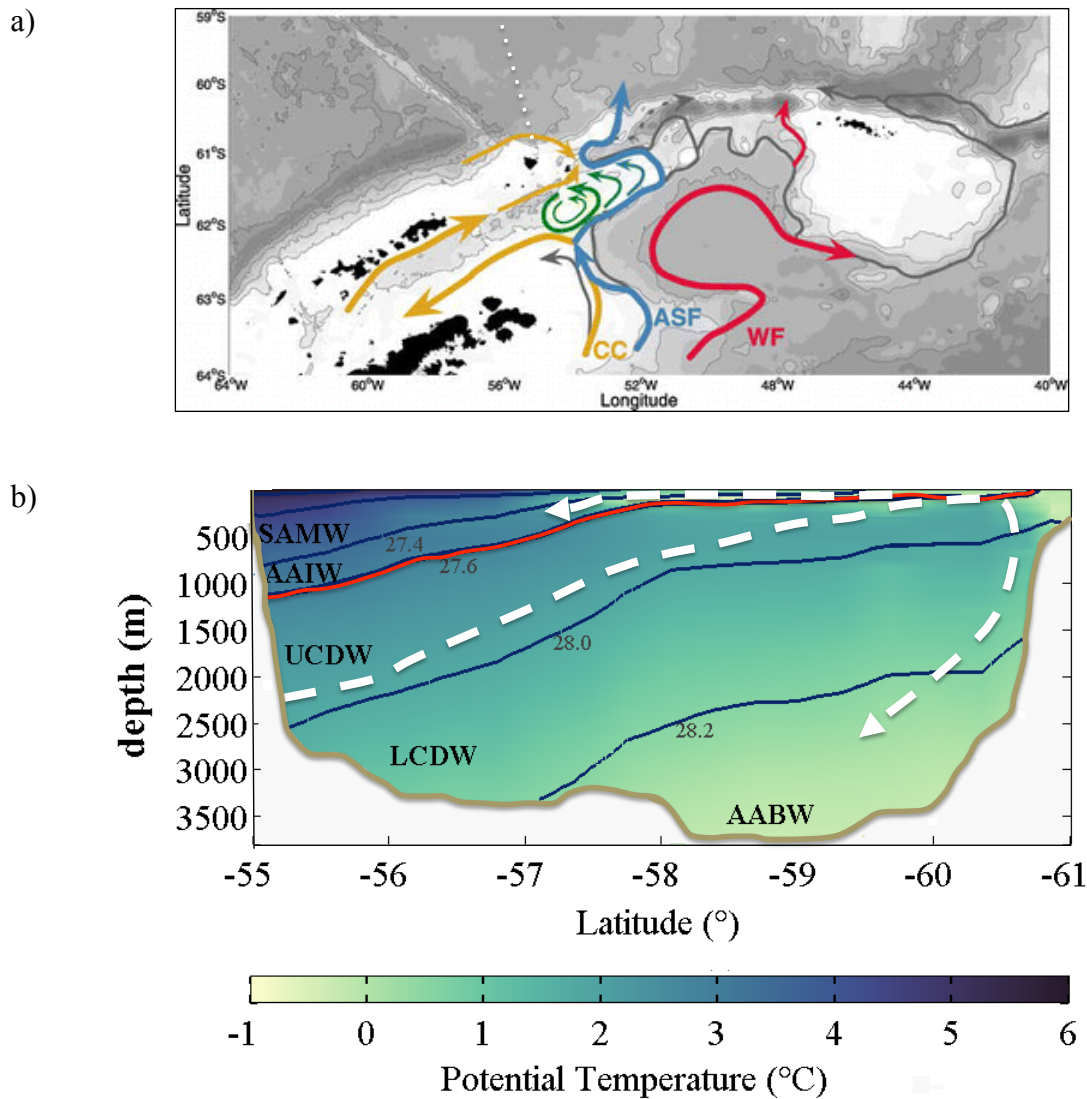 a)
59°S
60°S
61°S
62°S
63°S
64°S
Latitude
CC
ASF
WF
64°W
60°W
56°W
52°W
48°W
44°W
40°W
Longitude
b)
500
1000
1500
2000
2500
3000
3500
depth (m)
SAMW
27.4
AAIW
27.6
UCDW
28.0
LCDW
28.2
AABW
-55 -56 -57 -58 -59 -60 -61
Latitude (°)
-1 0 1 2 3 4 5 6
Potential Temperature (°C)